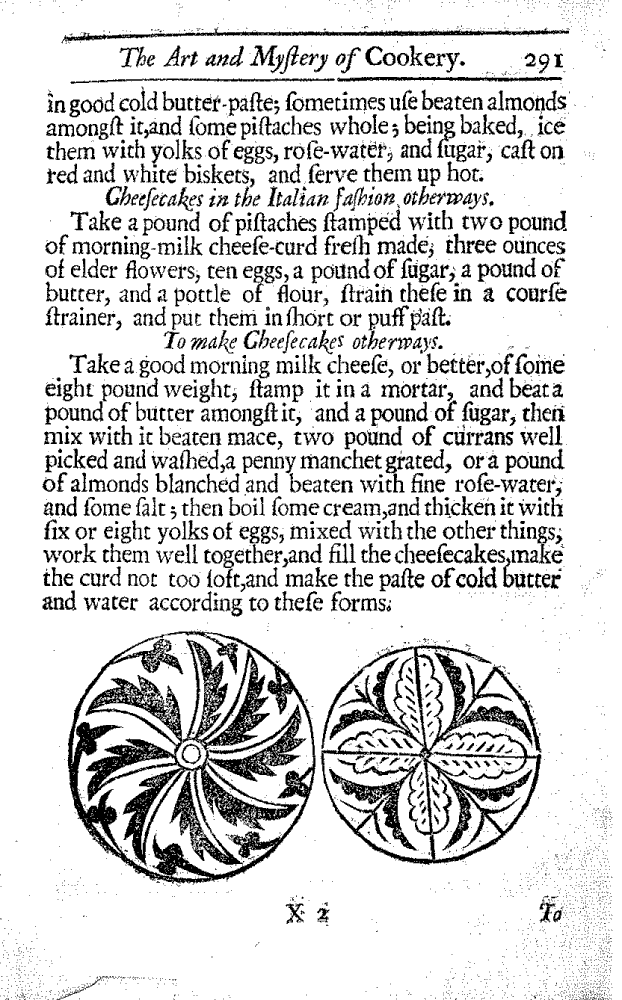 The Art and Myſtery of Cookery. 291
in good cold butter-paſte; ſometimes uſe beaten almonds
amongſt it,and ſome piſtaches whole; being baked, ice
them with yolks of eggs, roſe-water, and ſugar, caſt on
red and white biskets, and ſerve them up hot.
Cheeſecakes in the Italian faſhion otherways.
Take a pound of piſtaches ſtamped with two pound
of morning-milk cheeſe-curd freſh made, three ounces
of elder flowers, ten eggs, a pound of ſugar, a pound of
butter, and a pottle of flour, ſtrain theſe in a courſe
ſtrainer, and put them in ſhort or puff paſt.
To make Cheeſecakes otherways.
Take a good morning milk cheeſe, or better,of ſome
eight pound weight, ſtamp it in a mortar, and beat a
pound of butter amongſt it, and a pound of ſugar, then
mix with it beaten mace, two pound of currans well
picked and waſhed,a penny manchet grated, or a pound
of almonds blanched and beaten with fine roſe-water,
and ſome ſalt; then boil ſome cream,and thicken it with
ſix or eight yolks of eggs, mixed with the other things,
work them well together,and fill the cheeſecakes,make
the curd not too ſoft,and make the paſte of cold butter
and water according to theſe forms.
X 2 To